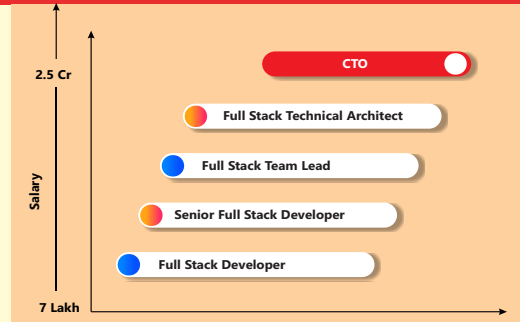 2.5 Cr
CTO
Full Stack Technical Architect
Full Stack Team Lead
Salary
Senior Full Stack Developer
Full Stack Developer
7 Lakh